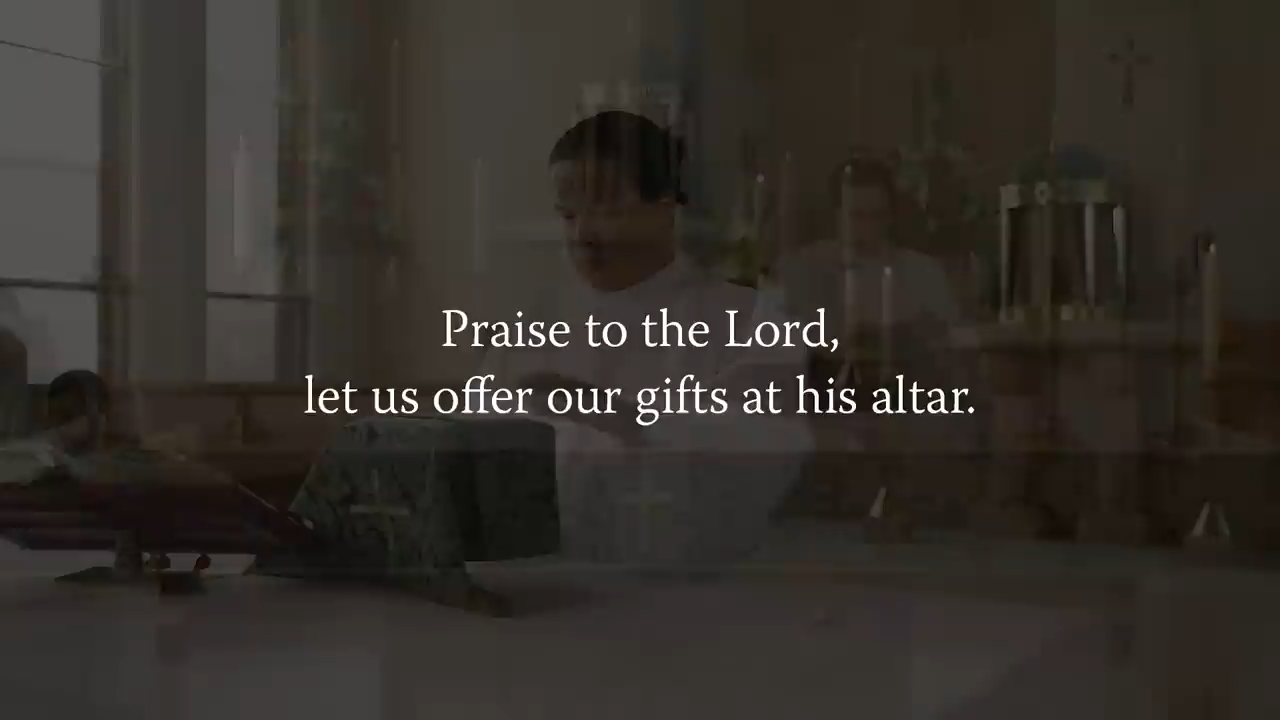 Praise to the Lord,
let us offer our gifts at his altar.